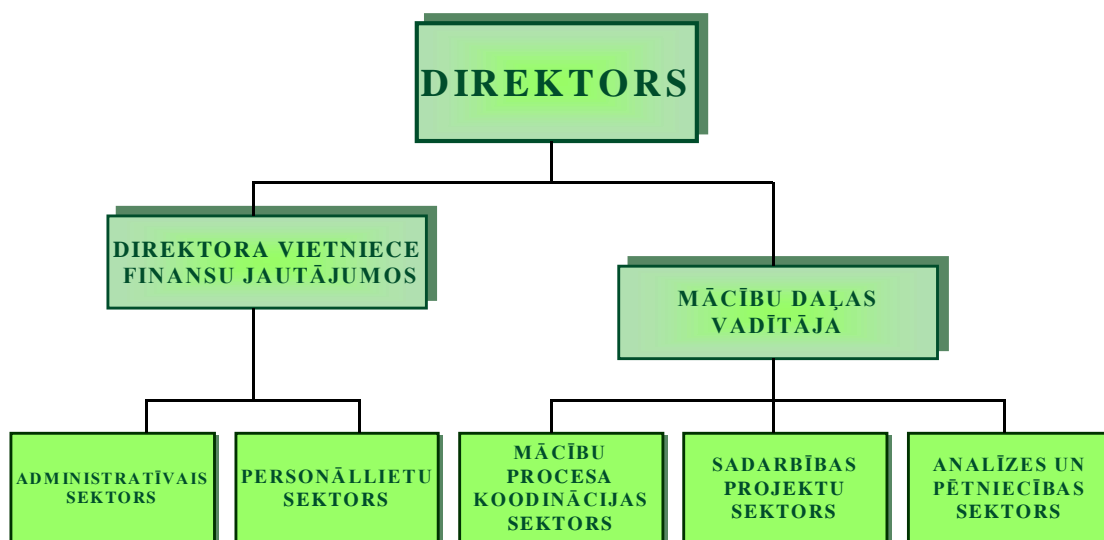 DIREKTORS
DIREKTORA VIETNIECE
FINANSU JAUTĀJUMOS
MĀCĪBU DAĻAS
VADĪTĀJA
ADMINISTRATĪVAIS
SEKTORS
PERSONĀLLIETU
SEKTORS
MĀCĪBU
PROCESA
KOODINĀCIJAS
SEKTORS
SADARBĪBAS
PROJEKTU
SEKTORS
ANALĪZES UN
PĒTNIECĪBAS
SEKTORS